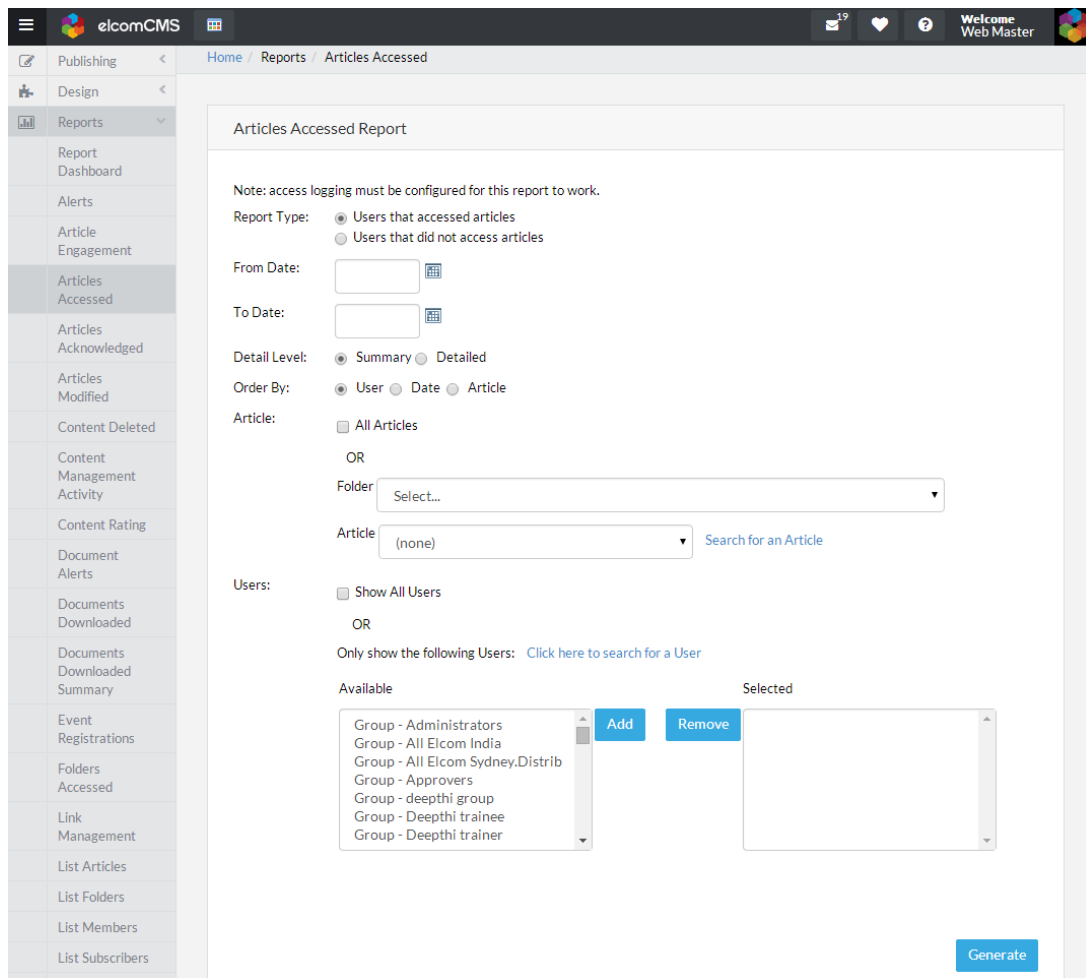 elcomCMS
19
Welcome
Web Master
Publishing
Design
Reports
Report
Dashboard
Alerts
Article
Engagement
Articles
Accessed
Articles
Acknowledged
Articles
Modified
Content Deleted
Content
Management
Activity
Content Rating
Document
Alerts
Documents
Downloaded
Documents
Downloaded
Summary
Event
Registrations
Folders
Accessed
Link
Management
List Articles
List Folders
List Members
List Subscribers
Home / Reports / Articles Accessed
Articles Accessed Report
Note: access logging must be configured for this report to work.
Report Type: Users that accessed articles
Users that did not access articles
From Date:
To Date:
Detail Level: Summary Detailed
Order By: User Date Article
Article: All Articles
OR
Folder Select...
Article (none) Search for an Article
Users: Show All Users
OR
Only show the following Users: Click here to search for a User
Available Selected
Group - Administrators
Group - All Elcom India
Group - All Elcom Sydney.Distrib
Group - Approvers
Group - deepthi group
Group - Deepthi trainee
Group - Deepthi trainer
Add Remove
Generate